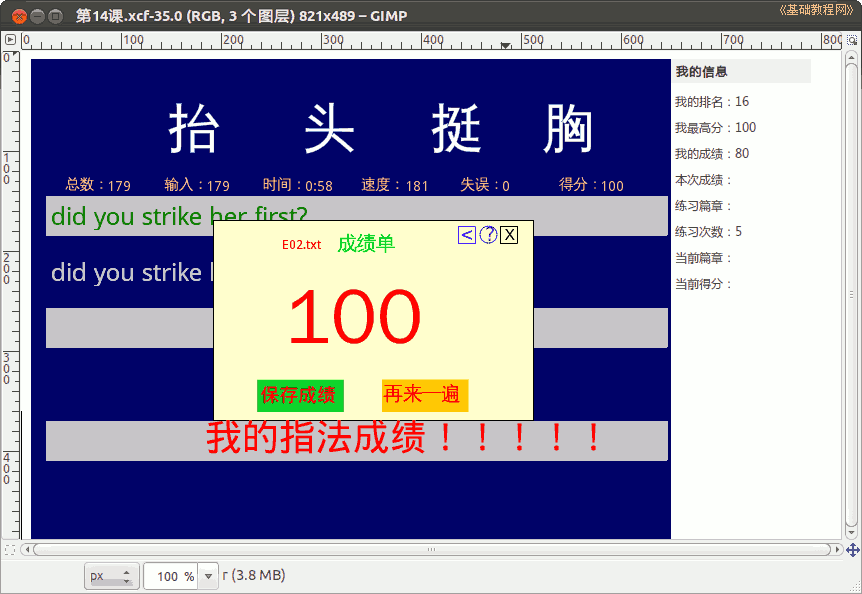 第14课.xcf-35.0 (RGB, 3 个图层) 821x489 – GIMP
《基础教程网》
0 100 200 300 400 500 600 700 800
0
100
200
300
400
抬 头 挺 胸
总数：179 输入：179 时间：0:58 速度：181 失误：0 得分：100
did you strike her first?
did you strike
E02.txt 成绩单 < ? X
100
保存成绩 再来一遍
我的指法成绩！！！！！
我的信息
我的排名：16
我最高分：100
我的成绩：80
本次成绩：
练习篇章：
练习次数：5
当前篇章：
当前得分：
px 100 % г (3.8 MB)